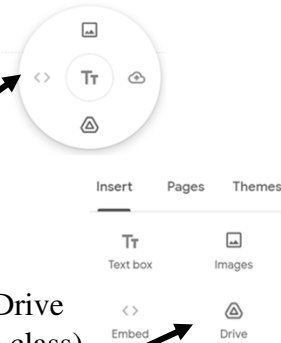 Tт
Insert Pages Themes
Tт
Text box Images
Drive
class)
Embed Drive